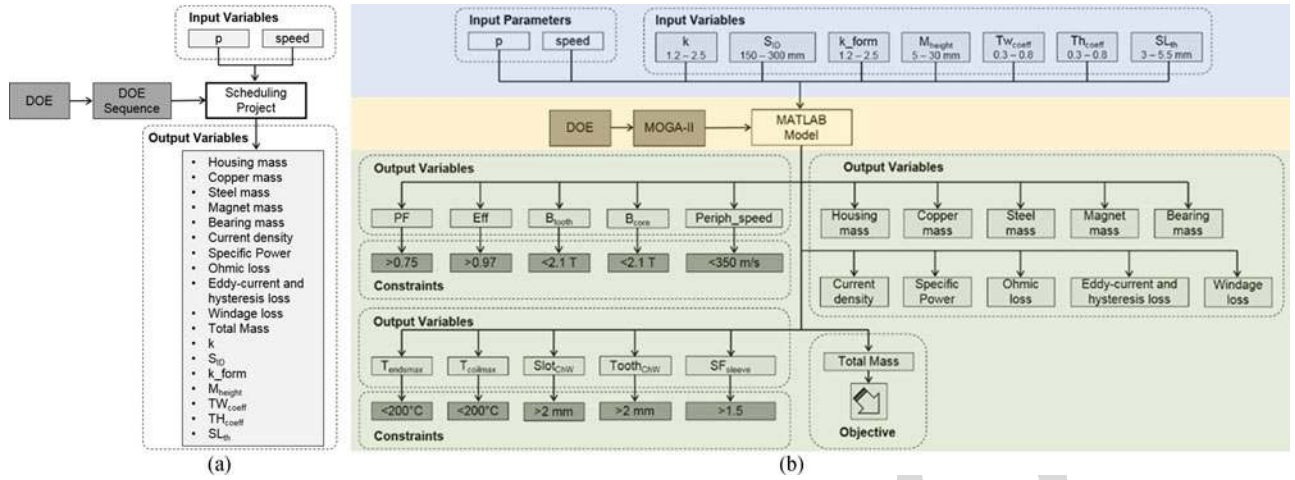 Input Variables
p
speed
DOE
DOE
Sequence
Scheduling
Project
Output Variables
• Housing mass
• Copper mass
• Steel mass
• Magnet mass
• Bearing mass
• Current density
• Specific Power
• Ohmic loss
• Eddy-current and
hysteresis loss
• Windage loss
• Total Mass
• k
• S_ID
• k_form
• M_height
• TW_coeff
• TH_coeff
• SL_th
(a)
Input Parameters
p
speed
Input Variables
k
1.2 – 2.5
S_ID
150 – 300 mm
k_form
1.2 – 2.5
M_height
5 – 30 mm
Tw_coeff
0.3 – 0.8
Th_coeff
0.3 – 0.8
SL_th
3 – 5.5 mm
DOE
MOGA-II
MATLAB
Model
Output Variables
PF
Eff
B_tooth
B_core
Periph_speed
>0.75
>0.97
<2.1 T
<2.1 T
<350 m/s
Constraints
Output Variables
Housing
mass
Copper
mass
Steel
mass
Magnet
mass
Bearing
mass
Current
density
Specific
Power
Ohmic
loss
Eddy-current and
hysteresis loss
Windage
loss
Output Variables
T_endsmax
T_coilmax
Slot_ChW
Tooth_ChW
SF_sleeve
<200°C
<200°C
>2 mm
>2 mm
>1.5
Constraints
Total Mass
Objective
(b)